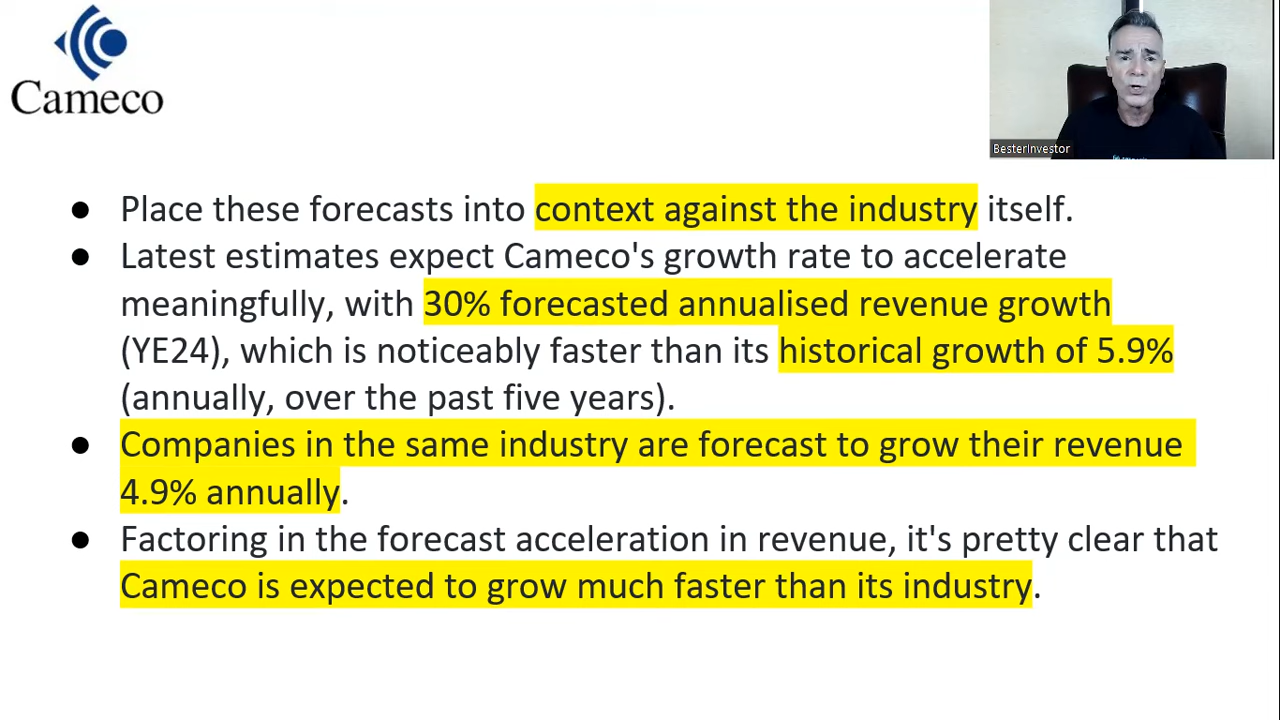 Cameco
BesterInvestor
● Place these forecasts into context against the industry itself.
● Latest estimates expect Cameco's growth rate to accelerate
meaningfully, with 30% forecasted annualised revenue growth
(YE24), which is noticeably faster than its historical growth of 5.9%
(annually, over the past five years).
● Companies in the same industry are forecast to grow their revenue
4.9% annually.
● Factoring in the forecast acceleration in revenue, it's pretty clear that
Cameco is expected to grow much faster than its industry.